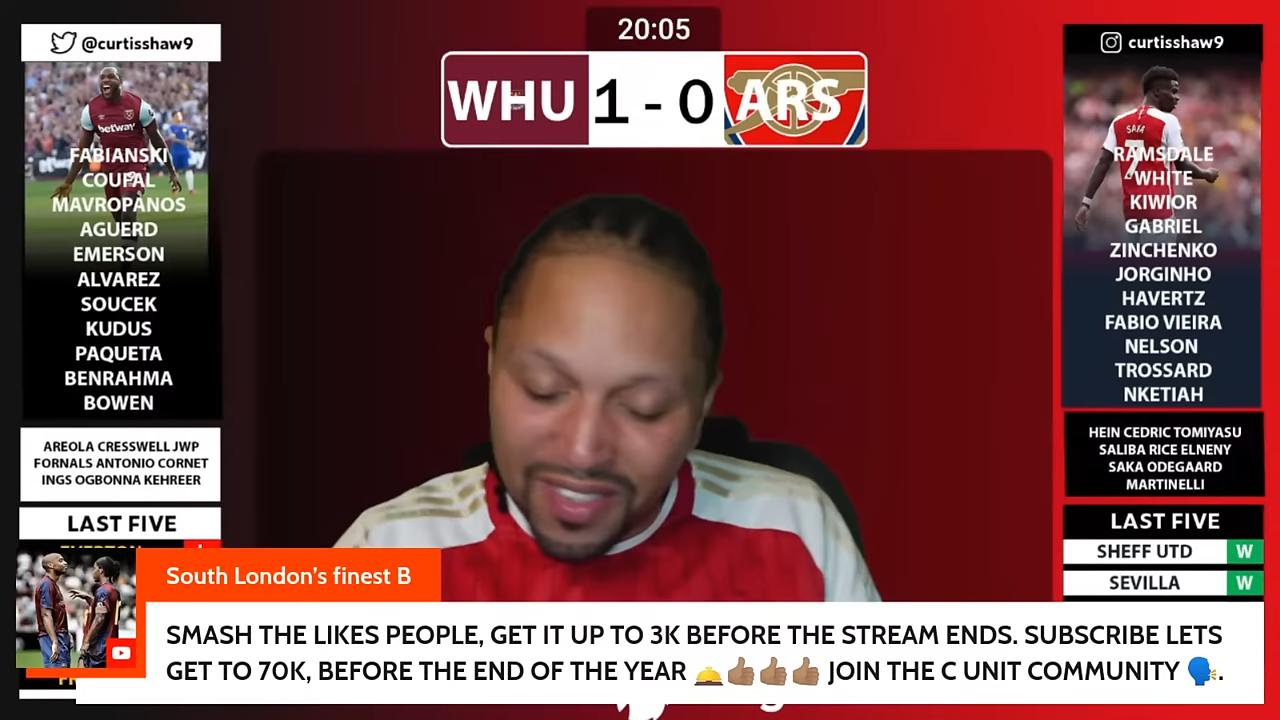 20:05
@curtisshaw9
curtisshaw9
WHU 1 - 0 ARS
betway
FABIANSKI
COUFAL
MAVROPANOS
AGUERD
EMERSON
ALVAREZ
SOUCEK
KUDUS
PAQUETA
BENRAHMA
BOWEN
AREOLA CRESSWELL JWP
FORNALS ANTONIO CORNET
INGS OGBONNA KEHREER
LAST FIVE
SAKA
7
RAMSDALE
WHITE
KIWIOR
GABRIEL
ZINCHENKO
JORGINHO
HAVERTZ
FABIO VIEIRA
NELSON
TROSSARD
NKETIAH
HEIN CEDRIC TOMIYASU
SALIBA RICE ELNENY
SAKA ODEGAARD
MARTINELLI
LAST FIVE
SHEFF UTD W
SEVILLA W
South London's finest B
SMASH THE LIKES PEOPLE, GET IT UP TO 3K BEFORE THE STREAM ENDS. SUBSCRIBE LETS
GET TO 70K, BEFORE THE END OF THE YEAR 🛎️👍🏽👍🏽👍🏽 JOIN THE C UNIT COMMUNITY 🗣️.